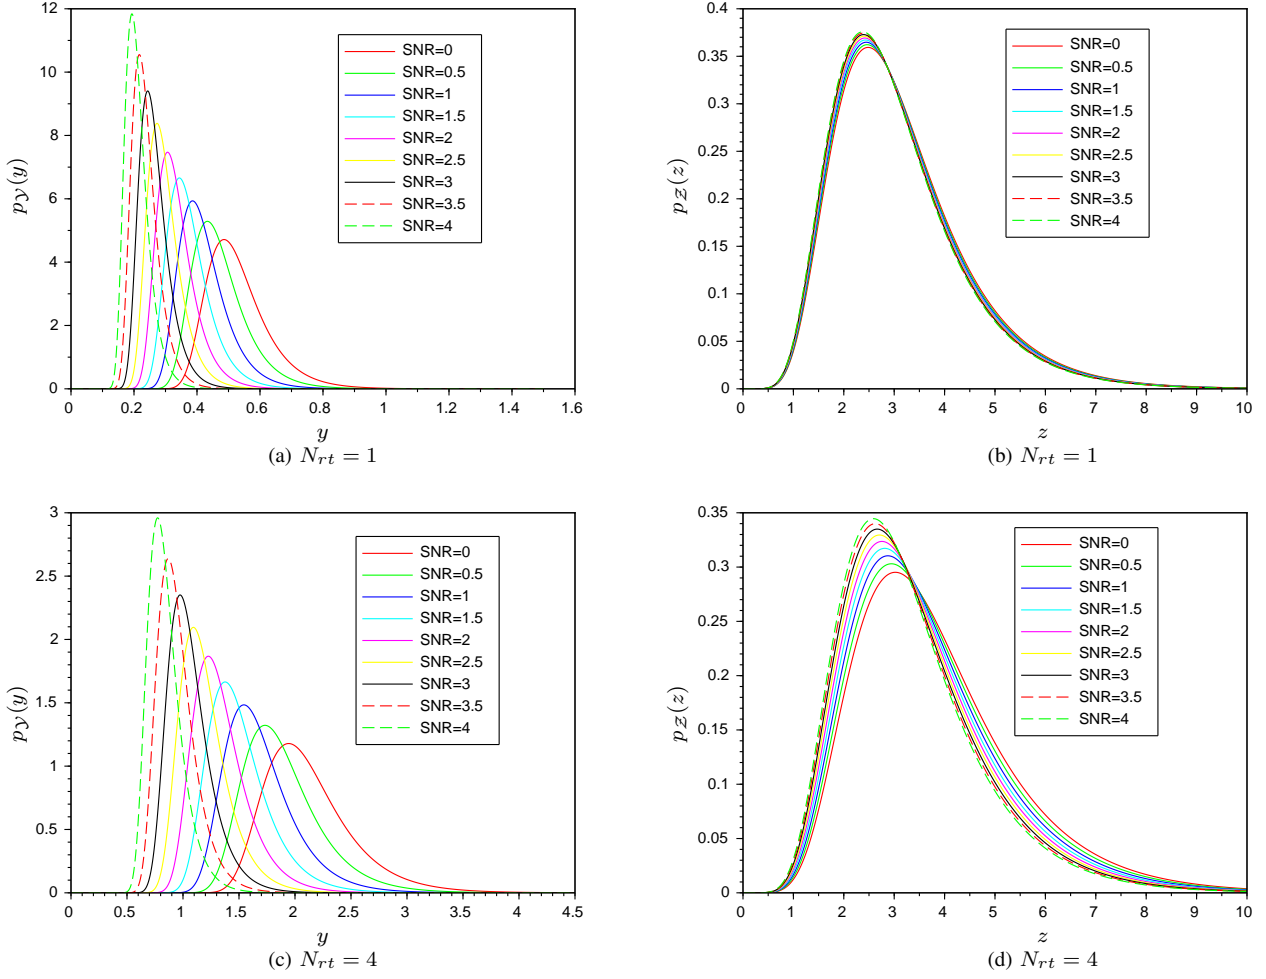 12
10
8
6
4
2
0
p_Y(y)
SNR=0
SNR=0.5
SNR=1
SNR=1.5
SNR=2
SNR=2.5
SNR=3
SNR=3.5
SNR=4
0 0.2 0.4 0.6 0.8 1 1.2 1.4 1.6
y
(a) N_{rt} = 1
0.4
0.35
0.3
0.25
0.2
0.15
0.1
0.05
0
p_Z(z)
SNR=0
SNR=0.5
SNR=1
SNR=1.5
SNR=2
SNR=2.5
SNR=3
SNR=3.5
SNR=4
0 1 2 3 4 5 6 7 8 9 10
z
(b) N_{rt} = 1
3
2.5
2
1.5
1
0.5
0
p_Y(y)
SNR=0
SNR=0.5
SNR=1
SNR=1.5
SNR=2
SNR=2.5
SNR=3
SNR=3.5
SNR=4
0 0.5 1 1.5 2 2.5 3 3.5 4 4.5
y
(c) N_{rt} = 4
0.35
0.3
0.25
0.2
0.15
0.1
0.05
0
p_Z(z)
SNR=0
SNR=0.5
SNR=1
SNR=1.5
SNR=2
SNR=2.5
SNR=3
SNR=3.5
SNR=4
0 1 2 3 4 5 6 7 8 9 10
z
(d) N_{rt} = 4